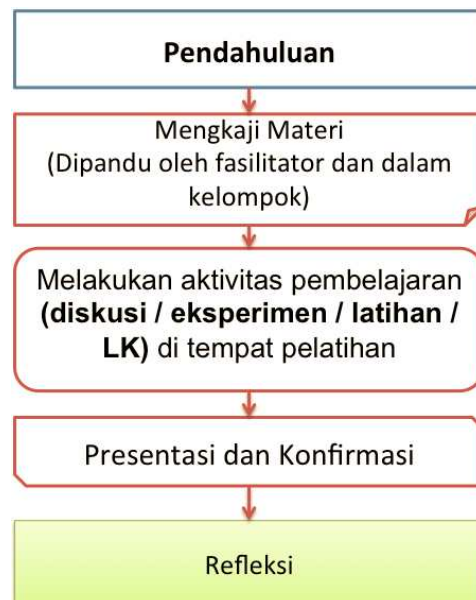 Pendahuluan
Mengkaji Materi
(Dipandu oleh fasilitator dan dalam
kelompok)
Melakukan aktivitas pembelajaran
(diskusi / eksperimen / latihan /
LK) di tempat pelatihan
Presentasi dan Konfirmasi
Refleksi